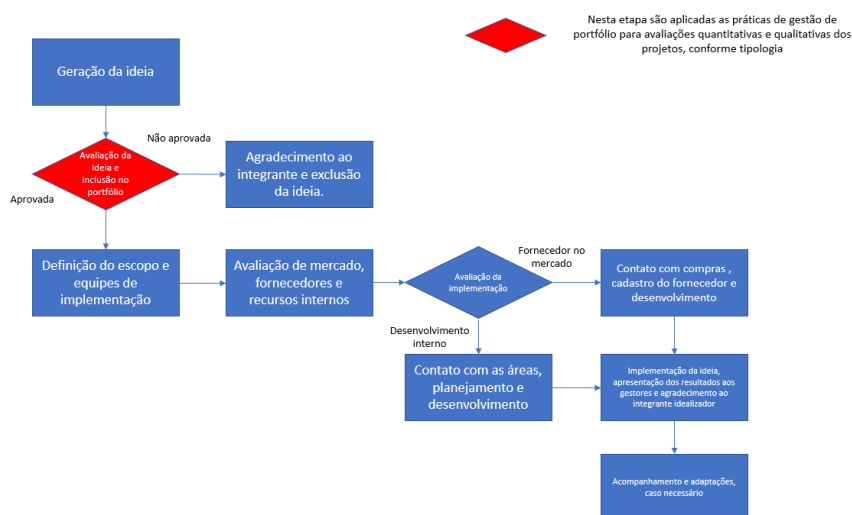 Nesta etapa são aplicadas as práticas de gestão de
portfólio para avaliações quantitativas e qualitativas dos
projetos, conforme tipologia
Geração da ideia
Não aprovada
Avaliação da
ideia e
inclusão no
portfólio
Agradecimento ao
integrante e exclusão
da ideia.
Aprovada
Definição do escopo e
equipes de
implementação
Avaliação de mercado,
fornecedores e
recursos internos
Avaliação da
implementação
Fornecedor no
mercado
Contato com compras ,
cadastro do fornecedor e
desenvolvimento
Desenvolvimento
interno
Contato com as áreas,
planejamento e
desenvolvimento
Implementação da ideia,
apresentação dos resultados aos
gestores e agradecimento ao
integrante idealizador
Acompanhamento e adaptações,
caso necessário